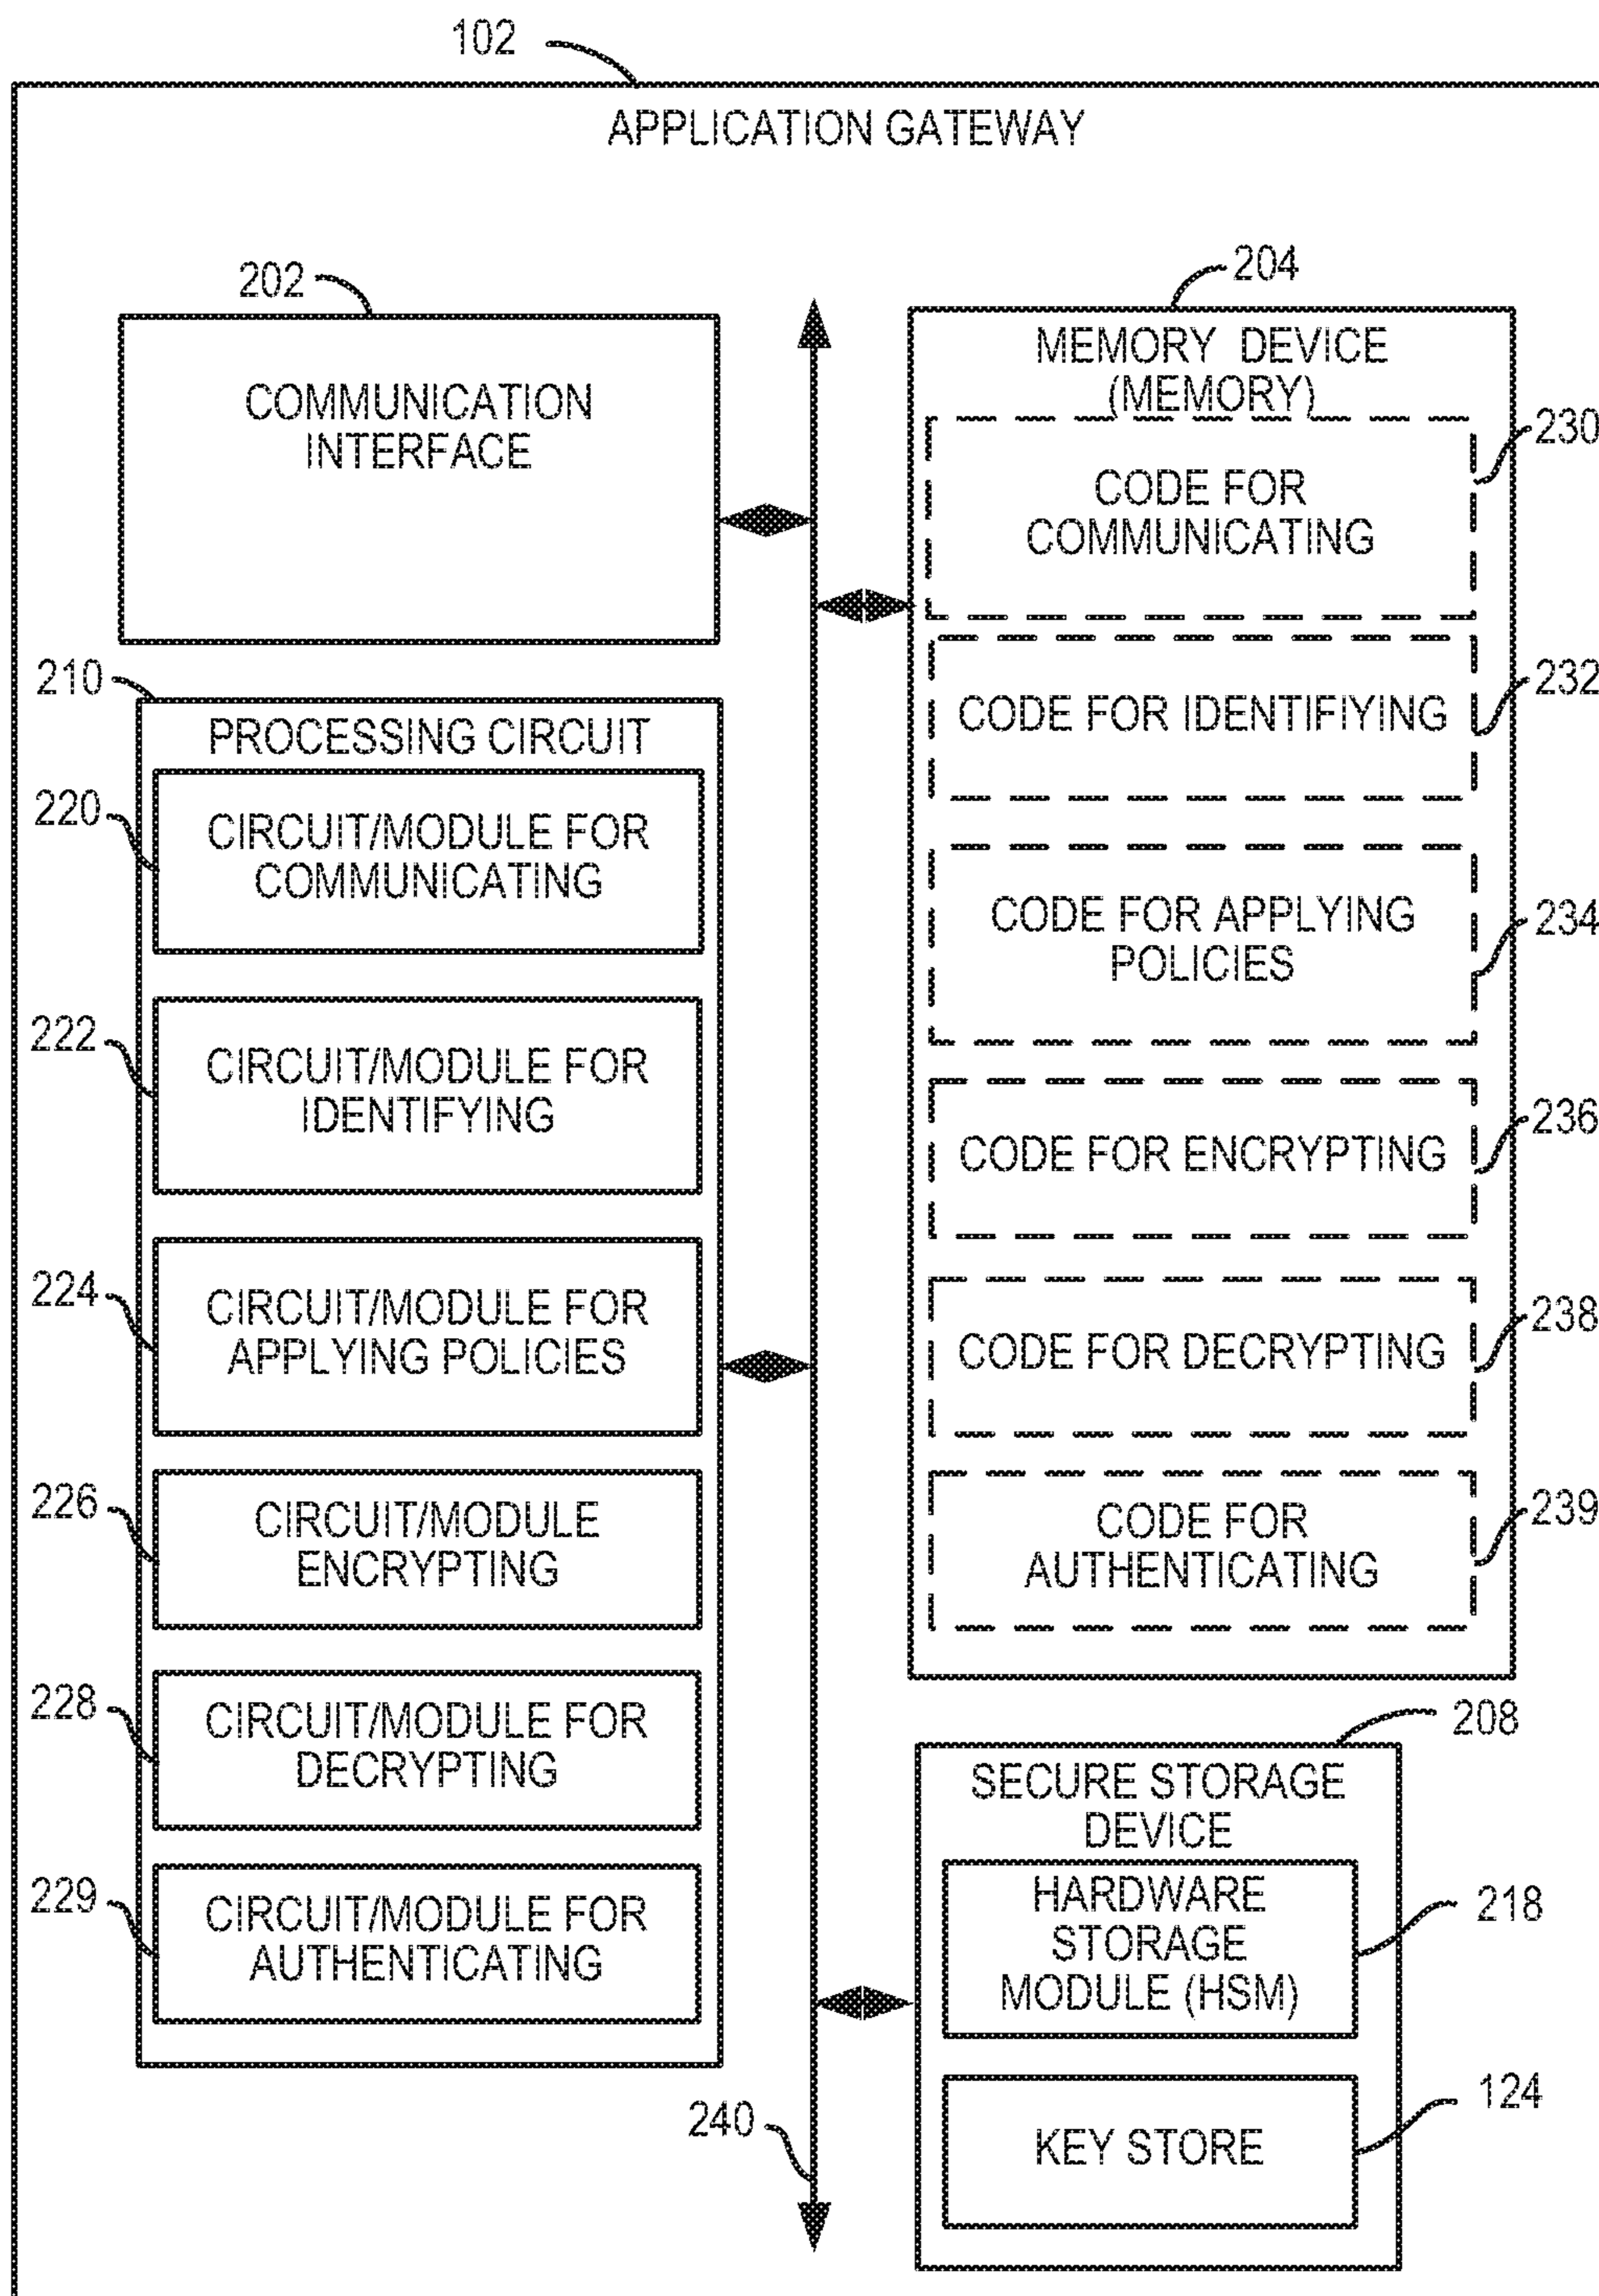 102
APPLICATION GATEWAY
202
COMMUNICATION
INTERFACE
204
MEMORY DEVICE
(MEMORY)
230
CODE FOR
COMMUNICATING
232
CODE FOR IDENTIFIYING
234
CODE FOR APPLYING
POLICIES
236
CODE FOR ENCRYPTING
238
CODE FOR DECRYPTING
239
CODE FOR
AUTHENTICATING
210
PROCESSING CIRCUIT
220
CIRCUIT/MODULE FOR
COMMUNICATING
222
CIRCUIT/MODULE FOR
IDENTIFYING
224
CIRCUIT/MODULE FOR
APPLYING POLICIES
226
CIRCUIT/MODULE
ENCRYPTING
228
CIRCUIT/MODULE FOR
DECRYPTING
229
CIRCUIT/MODULE FOR
AUTHENTICATING
208
SECURE STORAGE
DEVICE
HARDWARE
STORAGE
MODULE (HSM)
218
KEY STORE
124
240